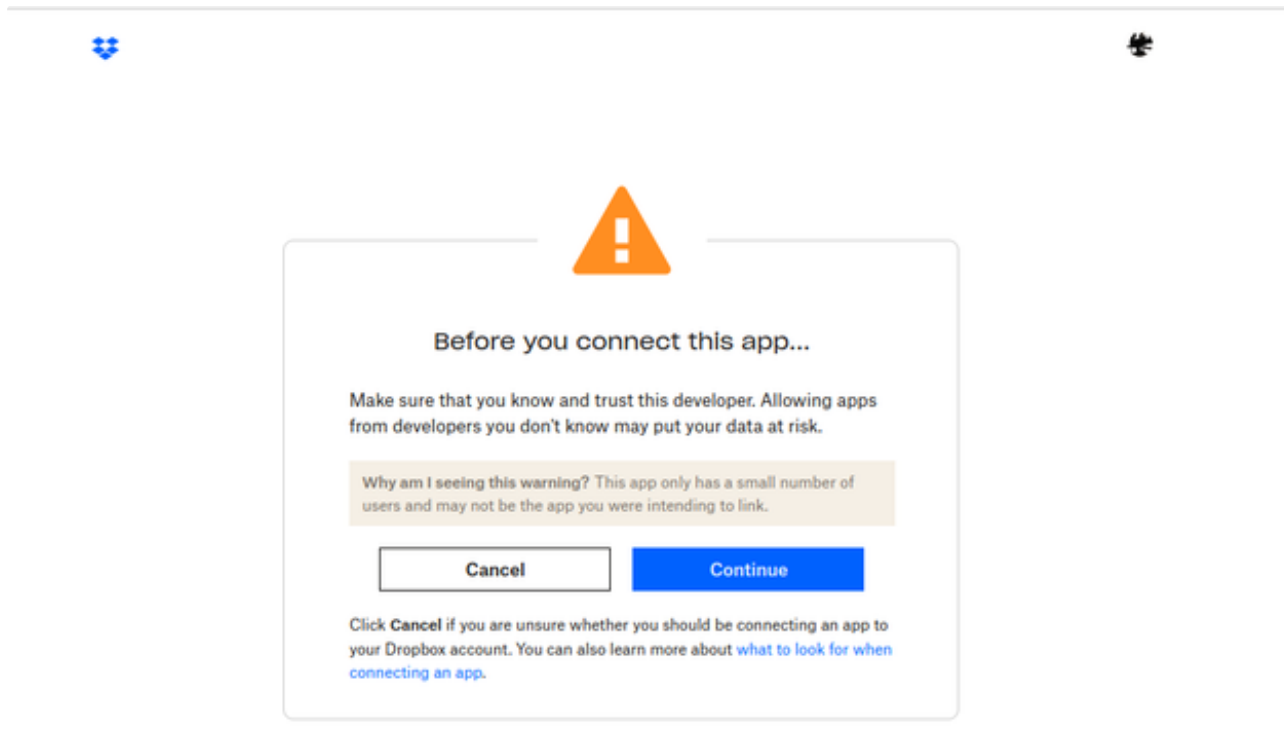 Before you connect this app...
Make sure that you know and trust this developer. Allowing apps
from developers you don't know may put your data at risk.
Why am I seeing this warning? This app only has a small number of
users and may not be the app you were intending to link.
Cancel
Continue
Click Cancel if you are unsure whether you should be connecting an app to
your Dropbox account. You can also learn more about what to look for when
connecting an app.